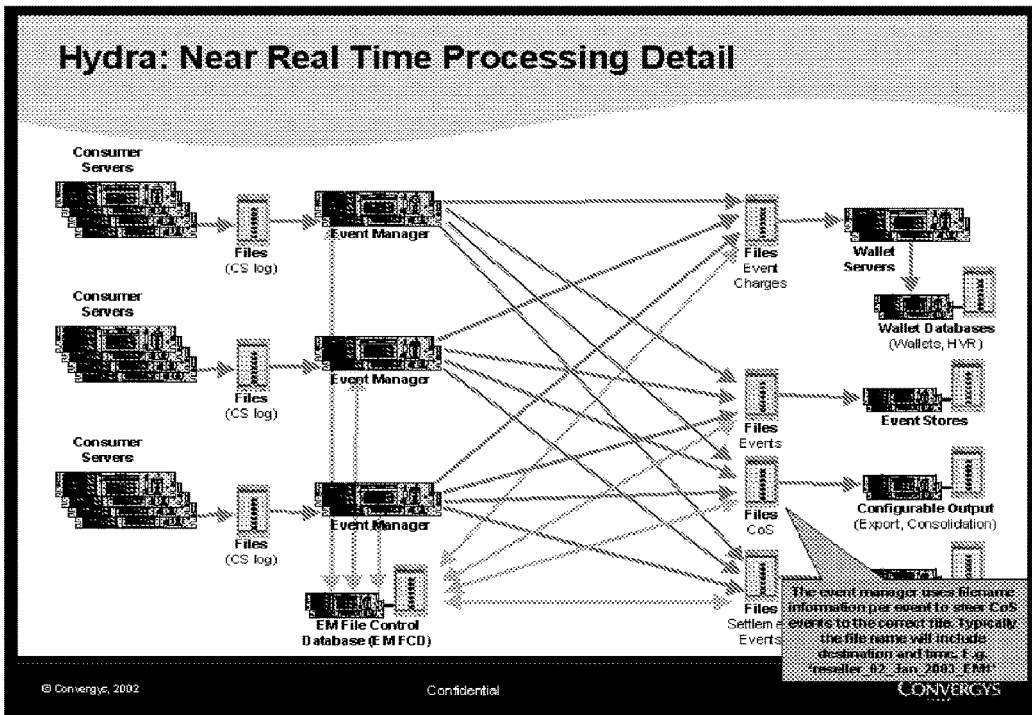 Hydra: Near Real Time Processing Detail
Consumer
Servers
Files
(CS log)
Event Manager
Files
Event
Charges
Wallet
Servers
Wallet Databases
(Wallets, HVR)
Consumer
Servers
Files
(CS log)
Event Manager
Files
Events
Event Stores
Consumer
Servers
Files
(CS log)
Event Manager
Files
CoS
Configurable Output
(Export, Consolidation)
EM File Control
Database (EM FCD)
Files
Settleme
Events
The event manager uses filename
information per event to steer CoS
events to the correct file. Typically
the file name will include
destination and time. E.g.
'reseller_02_Jan_2003_EM1'
© Convergys, 2002
Confidential
CONVERGYS